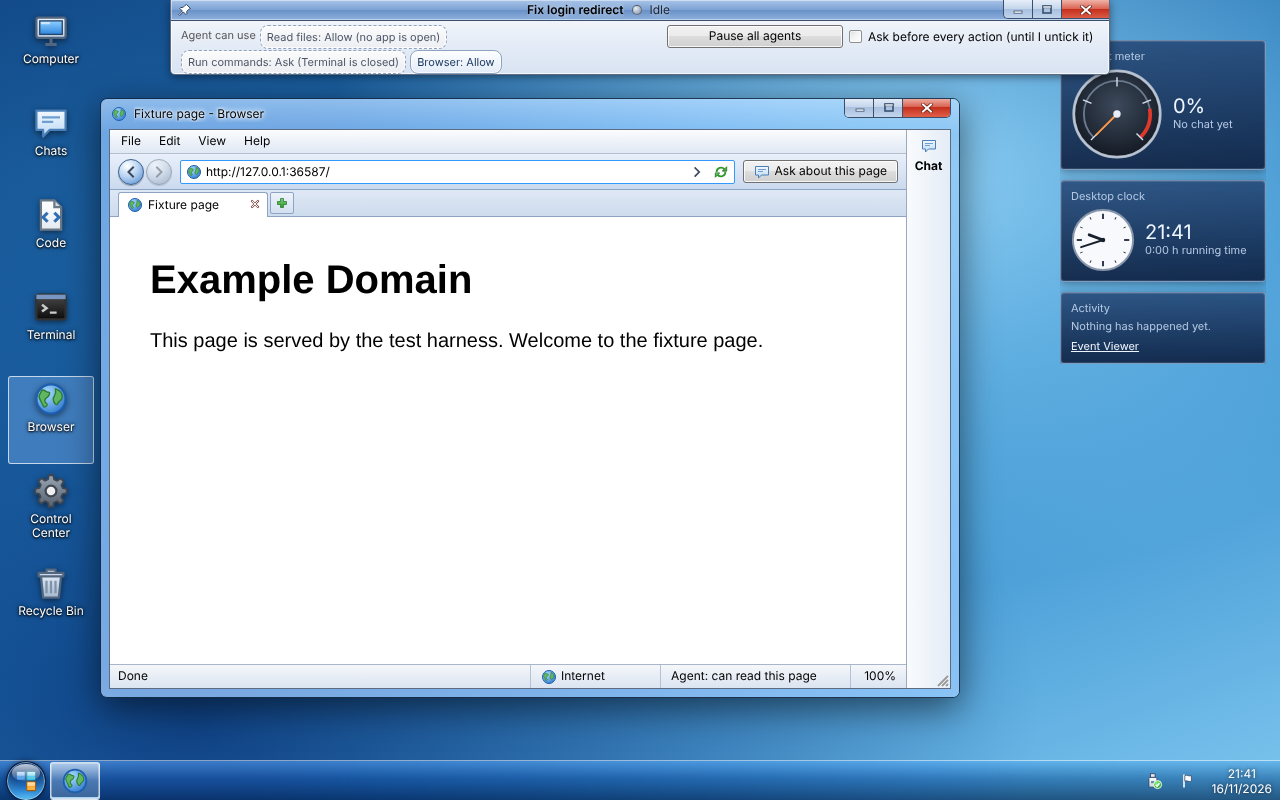 Fix login redirect Idle
Agent can use Read files: Allow (no app is open)
Run commands: Ask (Terminal is closed) Browser: Allow
Pause all agents
Ask before every action (until I untick it)
Computer
Chats
Code
Terminal
Browser
Control Center
Recycle Bin
Fixture page - Browser
File Edit View Help
http://127.0.0.1:36587/
Ask about this page
Chat
Fixture page
Example Domain
This page is served by the test harness. Welcome to the fixture page.
Done
Internet
Agent: can read this page
100%
meter
0%
No chat yet
Desktop clock
21:41
0:00 h running time
Activity
Nothing has happened yet.
Event Viewer
21:41
16/11/2026